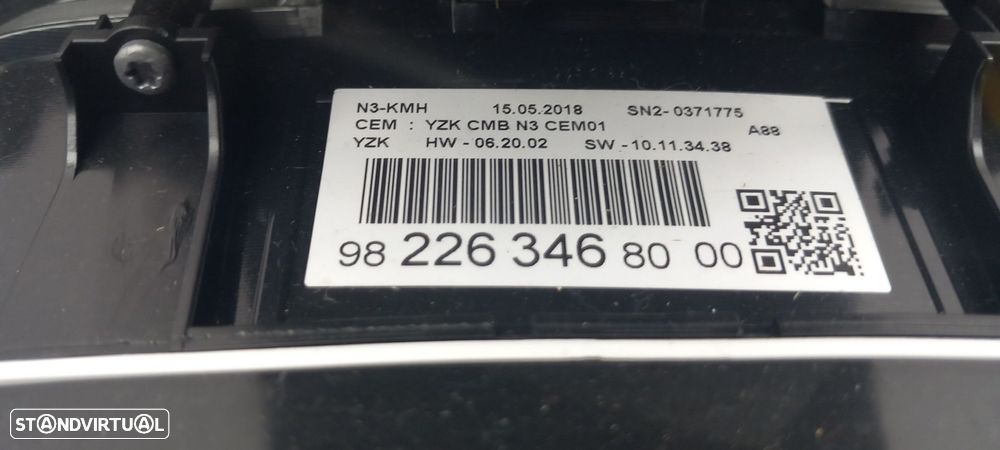 N3-KMH 15.05.2018 SN2- 0371775
CEM : YZK CMB N3 CEM01 A88
YZK HW - 06.20.02 SW - 10.11.34.38
98 226 346 80 00
STANDVIRTUAL